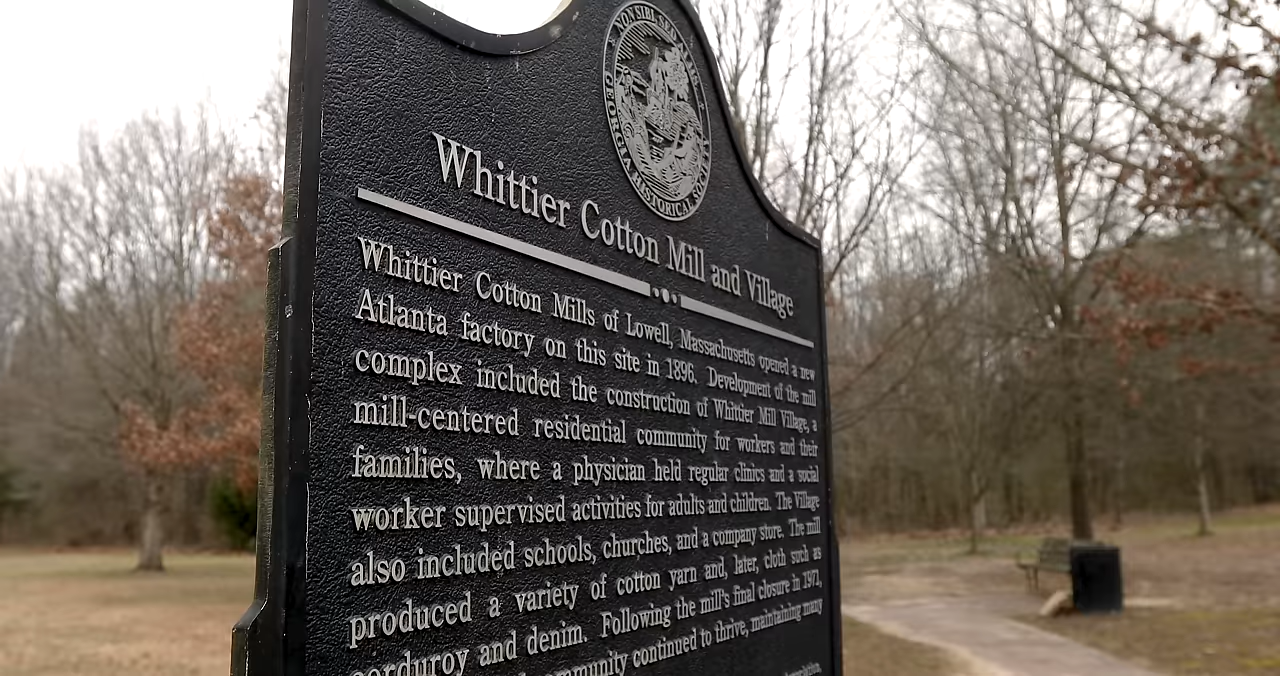 NON SIBI, SED
GEORGIA HISTORICAL SOCIETY
Whittier Cotton Mill and Village
Whittier Cotton Mills of Lowell, Massachusetts opened a new
Atlanta factory on this site in 1896. Development of the mill
complex included the construction of Whittier Mill Village, a
mill-centered residential community for workers and their
families, where a physician held regular clinics and a social
worker supervised activities for adults and children. The Village
also included schools, churches, and a company store. The mill
produced a variety of cotton yarn and, later, cloth such as
corduroy and denim. Following the mill's final closure in 1971,
community continued to thrive, maintaining many